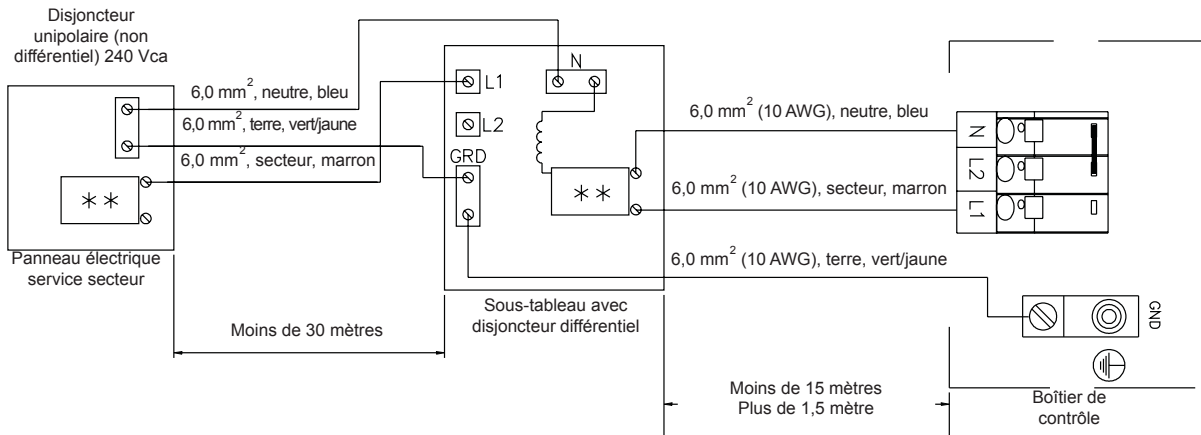 Disjoncteur
unipolaire (non
différentiel) 240 Vca
6,0 mm², neutre, bleu
6,0 mm², terre, vert/jaune
6,0 mm², secteur, marron
**
Panneau électrique
service secteur
Moins de 30 mètres
L1
N
L2
GRD
**
Sous-tableau avec
disjoncteur différentiel
6,0 mm² (10 AWG), neutre, bleu
6,0 mm² (10 AWG), secteur, marron
6,0 mm² (10 AWG), terre, vert/jaune
Moins de 15 mètres
Plus de 1,5 mètre
N
L2
L1
GND
Boîtier de
contrôle